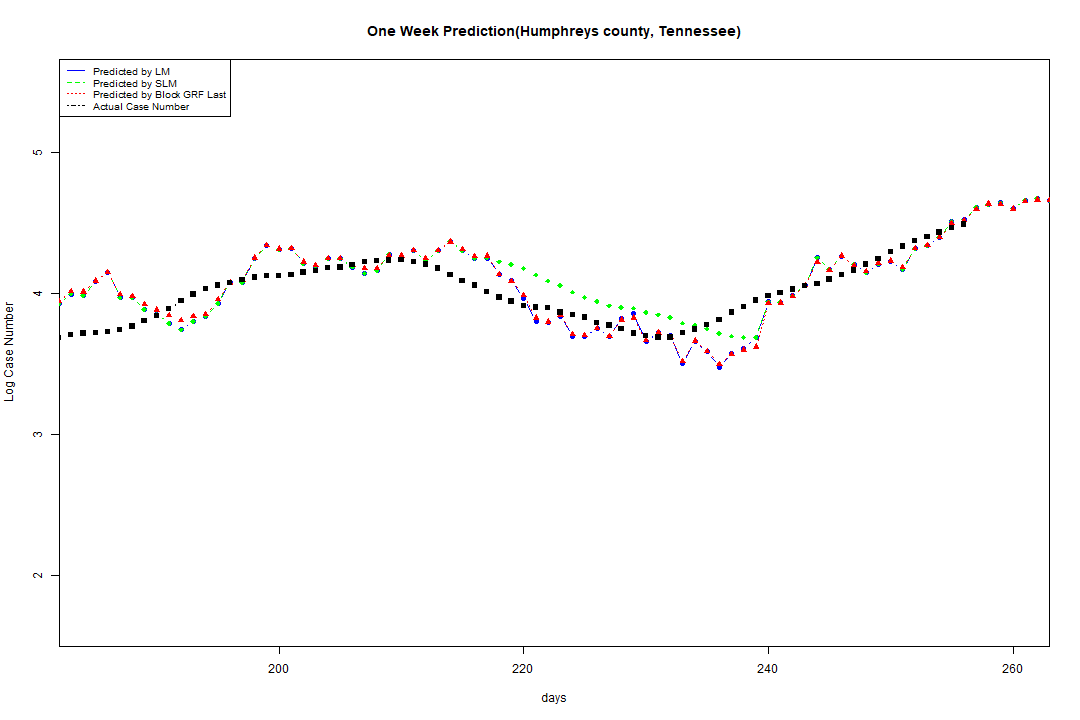 One Week Prediction(Humphreys county, Tennessee)
Predicted by LM
Predicted by SLM
Predicted by Block GRF Last
Actual Case Number
5
4
3
2
Log Case Number
200 220 240 260
days